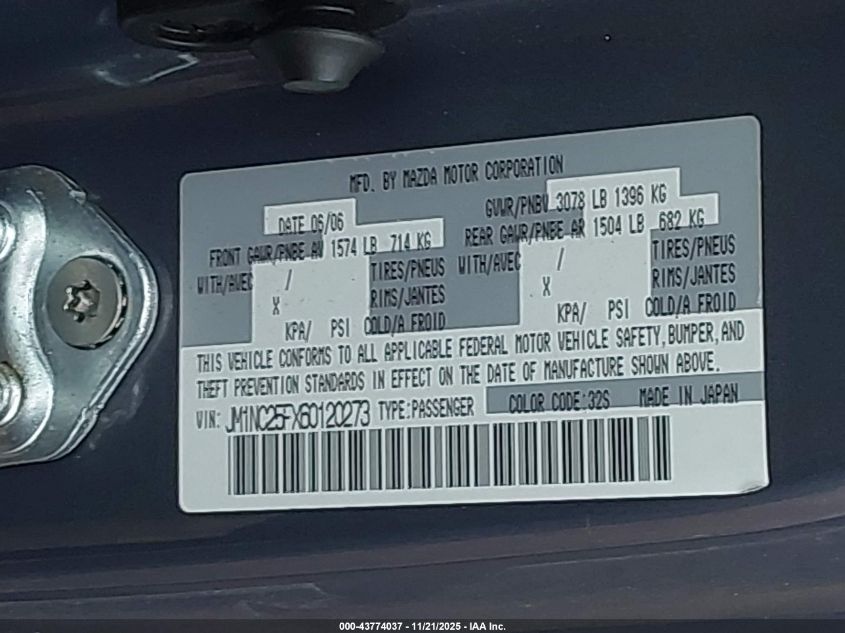 MFD. BY MAZDA MOTOR CORPORATION
DATE 06/06 GVWR/PNBV 3078 LB 1396 KG
FRONT GAWR/PNBE AV 1574 LB 714 KG REAR GAWR/PNBE AR 1504 LB 682 KG
WITH/AVEC / TIRES/PNEUS WITH/AVEC / TIRES/PNEUS
X RIMS/JANTES X RIMS/JANTES
KPA/ PSI COLD/A FROID KPA/ PSI COLD/A FROID
THIS VEHICLE CONFORMS TO ALL APPLICABLE FEDERAL MOTOR VEHICLE SAFETY, BUMPER, AND
THEFT PREVENTION STANDARDS IN EFFECT ON THE DATE OF MANUFACTURE SHOWN ABOVE.
VIN: JM1NC25FX60120273 TYPE:PASSENGER COLOR CODE:32S MADE IN JAPAN
000-43774037 - 11/21/2025 - IAA Inc.